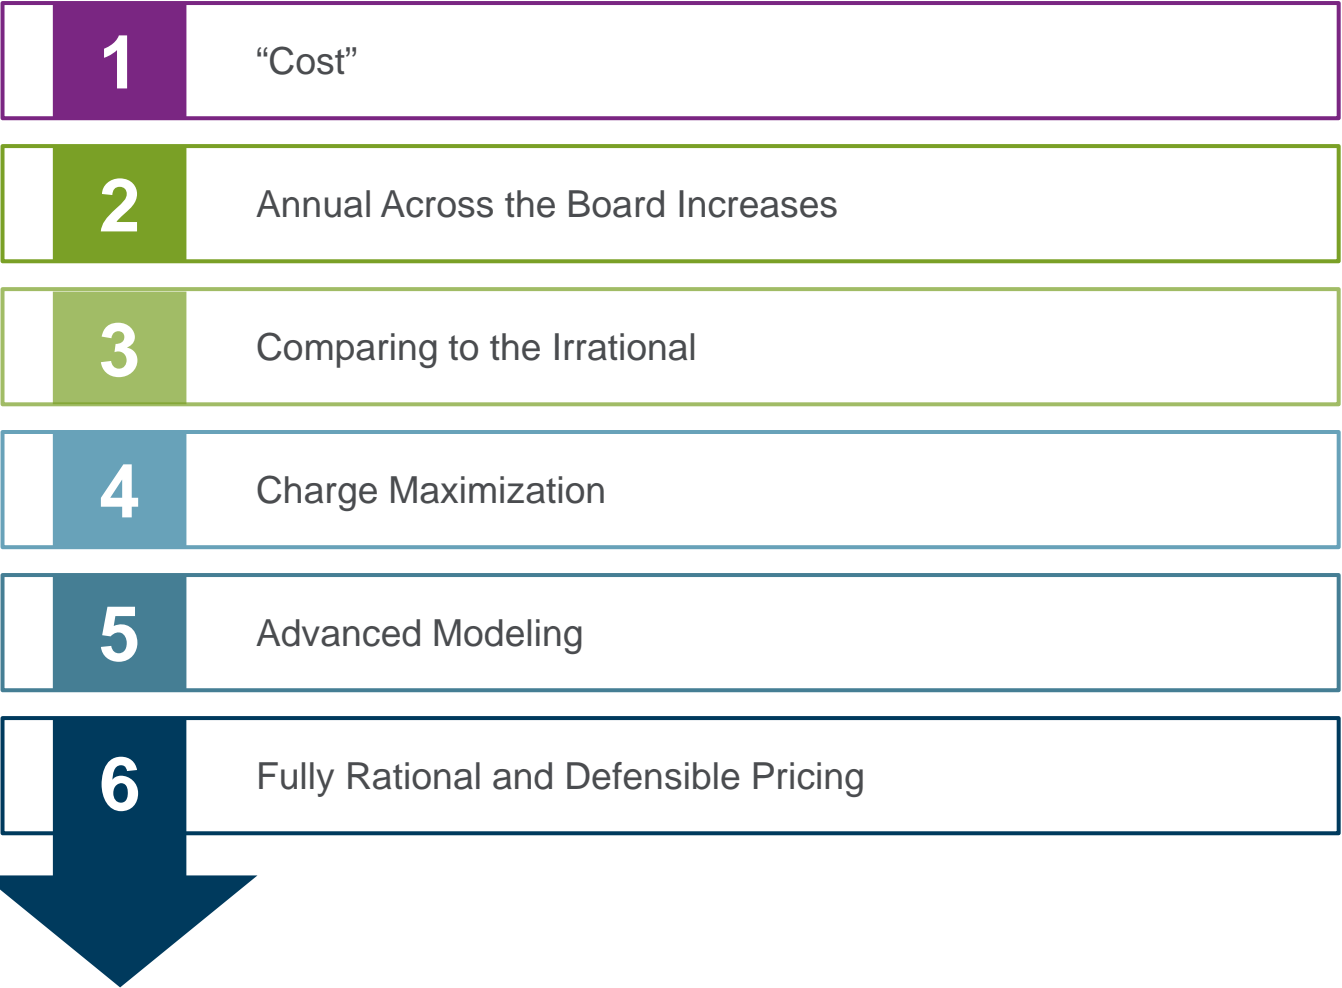 1
“Cost”
2
Annual Across the Board Increases
3
Comparing to the Irrational
4
Charge Maximization
5
Advanced Modeling
6
Fully Rational and Defensible Pricing